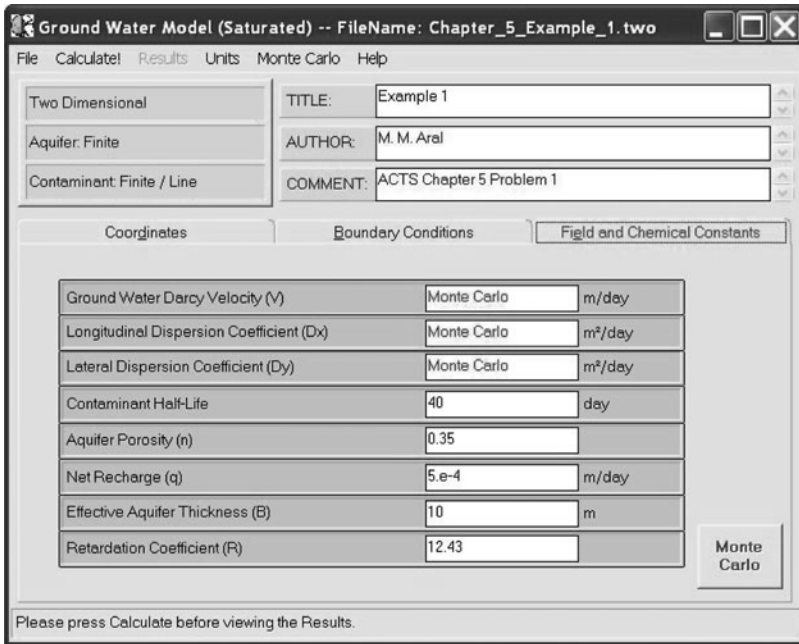 Ground Water Model (Saturated) -- FileName: Chapter_5_Example_1.two
File Calculate! Results Units Monte Carlo Help
Two Dimensional
Aquifer: Finite
Contaminant: Finite / Line
TITLE: Example 1
AUTHOR: M. M. Aral
COMMENT: ACTS Chapter 5 Problem 1
Coordinates Boundary Conditions Field and Chemical Constants
Ground Water Darcy Velocity (V) Monte Carlo m/day
Longitudinal Dispersion Coefficient (Dx) Monte Carlo m²/day
Lateral Dispersion Coefficient (Dy) Monte Carlo m²/day
Contaminant Half-Life 40 day
Aquifer Porosity (n) 0.35
Net Recharge (q) 5.e-4 m/day
Effective Aquifer Thickness (B) 10 m
Retardation Coefficient (R) 12.43
Monte
Carlo
Please press Calculate before viewing the Results.